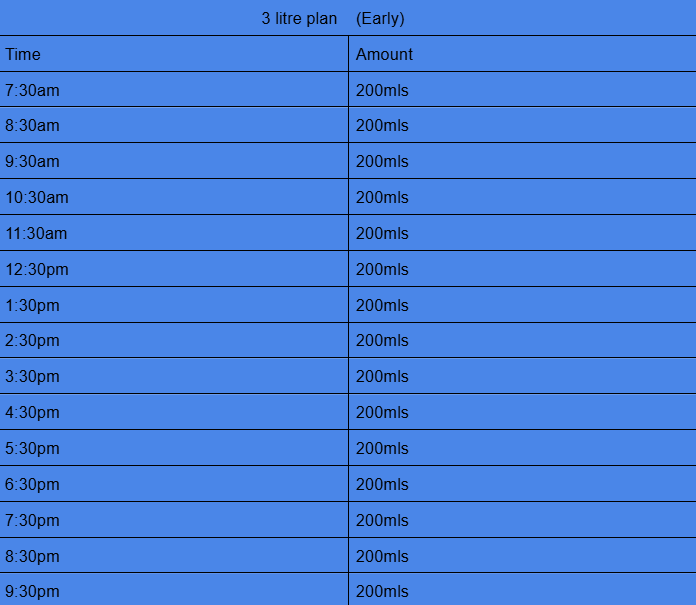 3 litre plan (Early)
Time Amount
7:30am 200mls
8:30am 200mls
9:30am 200mls
10:30am 200mls
11:30am 200mls
12:30pm 200mls
1:30pm 200mls
2:30pm 200mls
3:30pm 200mls
4:30pm 200mls
5:30pm 200mls
6:30pm 200mls
7:30pm 200mls
8:30pm 200mls
9:30pm 200mls